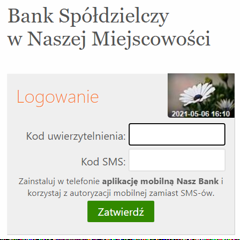 Bank Spółdzielczy
w Naszej Miejscowości
Logowanie
2021-05-06 16:10
Kod uwierzytelnienia:
Kod SMS:
Zainstaluj w telefonie aplikację mobilną Nasz Bank i
korzystaj z autoryzacji mobilnej zamiast SMS-ów.
Zatwierdź